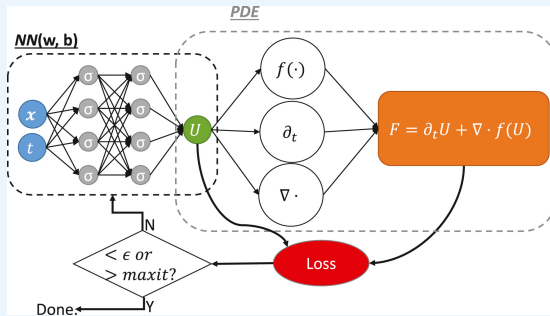 PDE
NN(w, b)
σ
σ
σ
σ
σ
σ
σ
σ
x
t
U
f(·)
∂ₜ
∇ ·
F = ∂ₜU + ∇ · f(U)
Loss
N
< ϵ or
> maxit?
Y
Done.